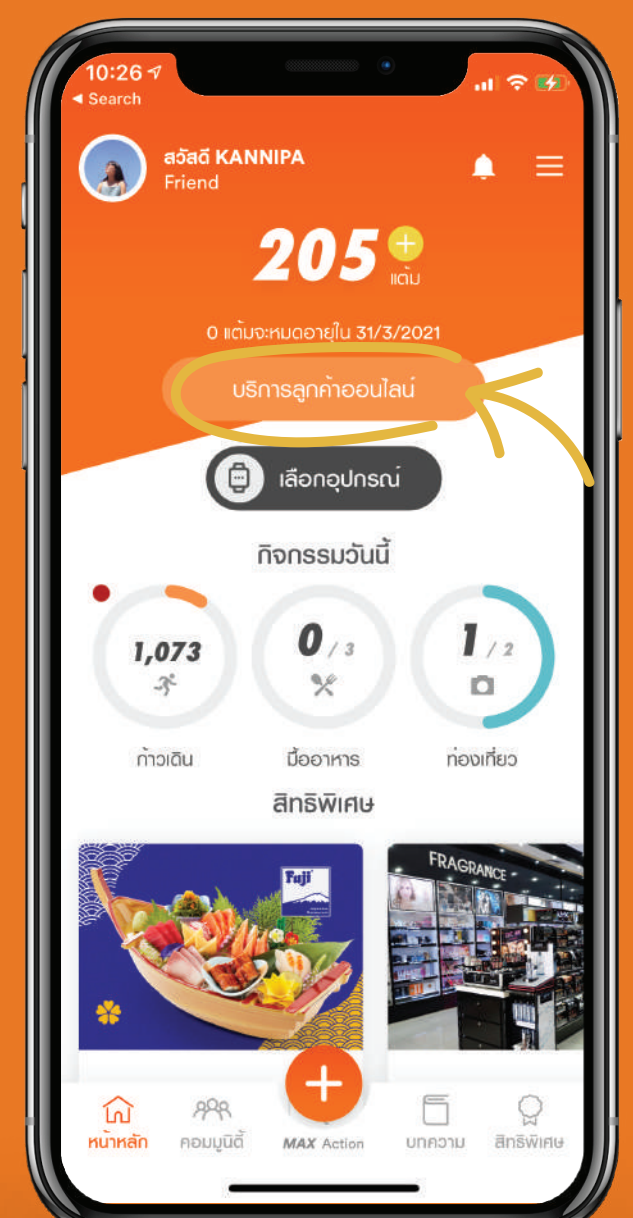 10:26
◀ Search
สวัสดี KANNIPA
Friend
205
แต้ม
0 แต้มจะหมดอายุใน 31/3/2021
บริการลูกค้าออนไลน์
เลือกอุปกรณ์
กิจกรรมวันนี้
1,073
0 / 3
1 / 2
ก้าวเดิน
มื้ออาหาร
ท่องเที่ยว
สิทธิพิเศษ
Fuji
FRAGRANCE
หน้าหลัก
คอมมูนิตี้
MAX Action
บทความ
สิทธิพิเศษ